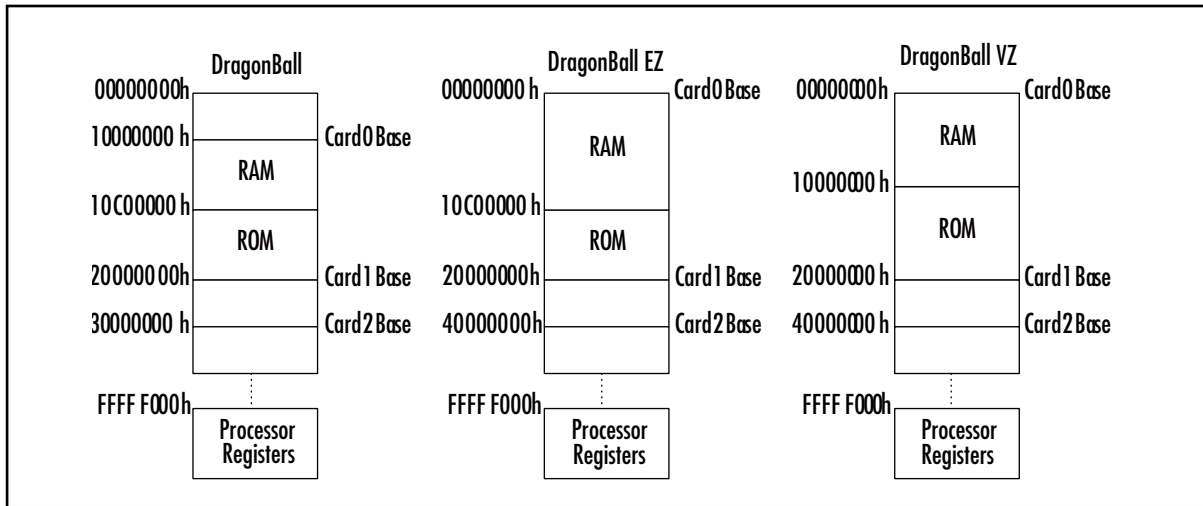 DragonBall
00000000h
10000000 h
Card0 Base
RAM
10C00000 h
ROM
20000000h
Card1 Base
30000000 h
Card2 Base
FFFF F000h
Processor
Registers
DragonBall EZ
00000000 h
Card0 Base
RAM
10C00000 h
ROM
20000000h
Card1 Base
40000000h
Card2 Base
FFFF F000h
Processor
Registers
DragonBall VZ
00000000 h
Card0 Base
RAM
10000000 h
ROM
20000000 h
Card1 Base
40000000 h
Card2 Base
FFFF F000h
Processor
Registers